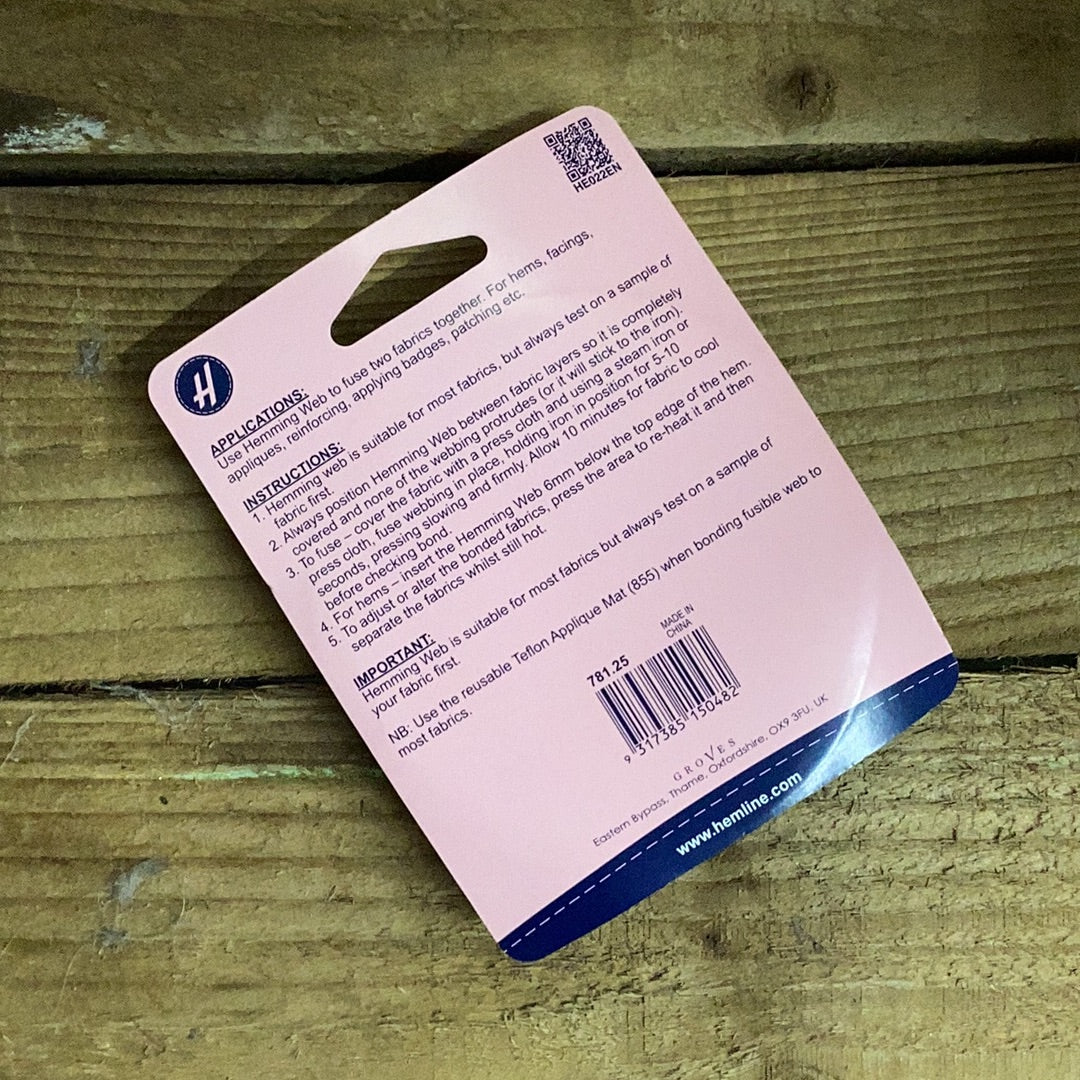 HE022EN
H
APPLICATIONS:
Use Hemming Web to fuse two fabrics together. For hems, facings,
appliques, reinforcing, applying badges, patching etc.
INSTRUCTIONS:
1. Hemming web is suitable for most fabrics, but always test on a sample of
fabric first.
2. Always position Hemming Web between fabric layers so it is completely
covered and none of the webbing protrudes (or it will stick to the iron).
3. To fuse – cover the fabric with a press cloth and using a steam iron or
press cloth, fuse webbing in place, holding iron in position for 5-10
seconds, pressing slowing and firmly. Allow 10 minutes for fabric to cool
before checking bond.
4. For hems – insert the Hemming Web 6mm below the top edge of the hem.
5. To adjust or alter the bonded fabrics, press the area to re-heat it and then
separate the fabrics whilst still hot.
IMPORTANT:
Hemming Web is suitable for most fabrics but always test on a sample of
your fabric first.
NB: Use the reusable Teflon Applique Mat (855) when bonding fusible web to
most fabrics.
MADE IN
CHINA
781.25
9 317385 150482
GROVES
Eastern Bypass, Thame, Oxfordshire, OX9 3FU, UK
www.hemline.com